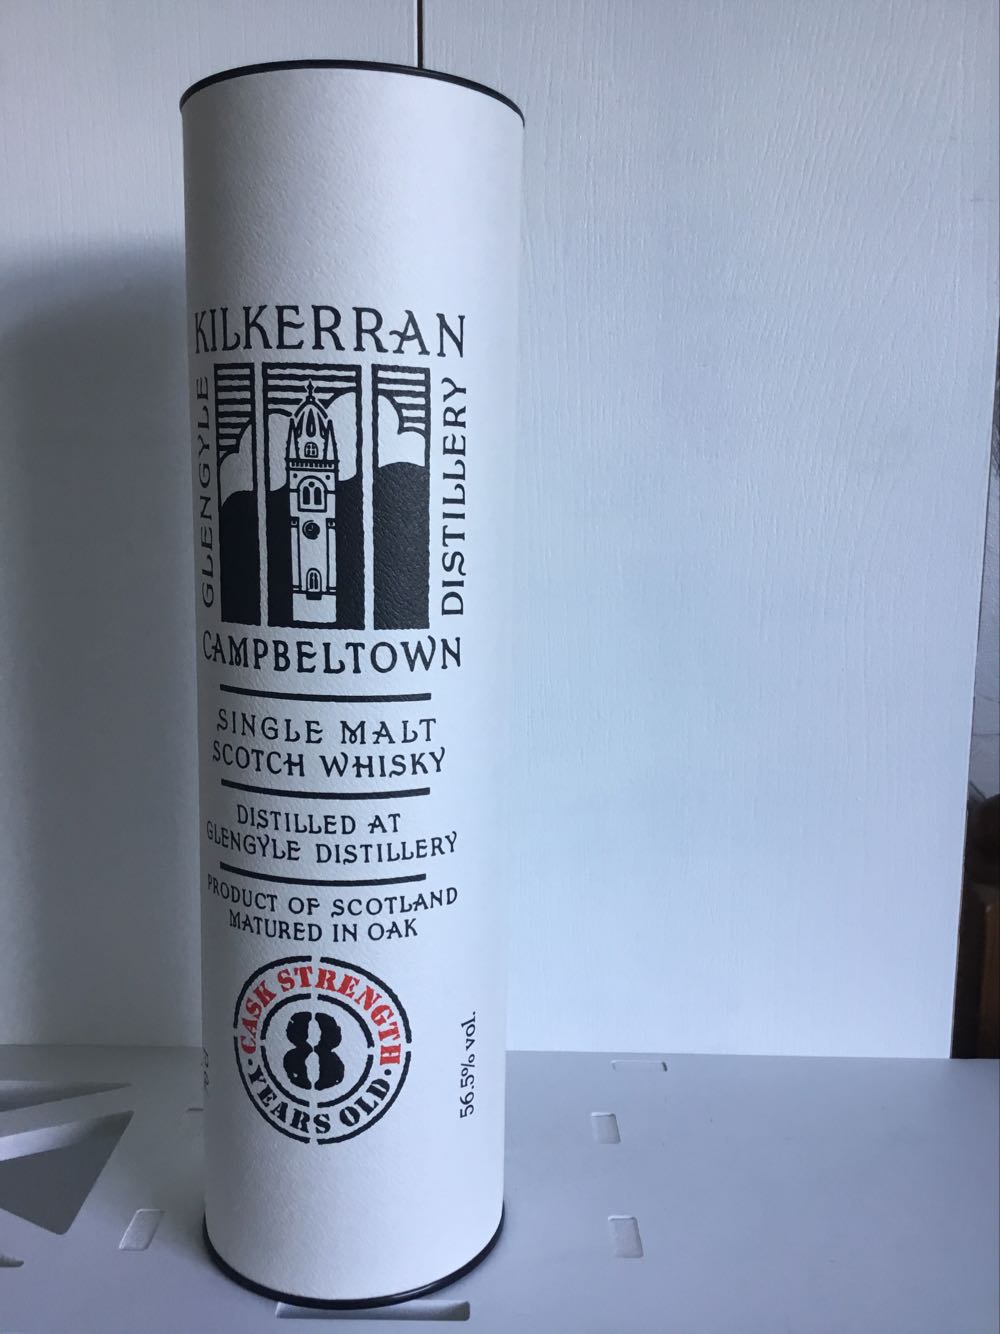 KILKERRAN
GLENGYLE
DISTILLERY
CAMPBELTOWN
SINGLE MALT
SCOTCH WHISKY
DISTILLED AT
GLENGYLE DISTILLERY
PRODUCT OF SCOTLAND
MATURED IN OAK
CASK STRENGTH
8
·YEARS OLD·
56.5% vol.